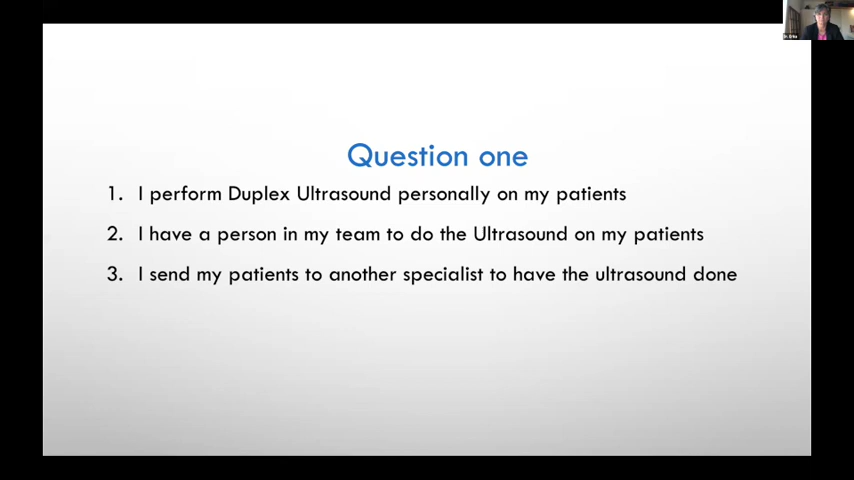 Question one
1. I perform Duplex Ultrasound personally on my patients
2. I have a person in my team to do the Ultrasound on my patients
3. I send my patients to another specialist to have the ultrasound done